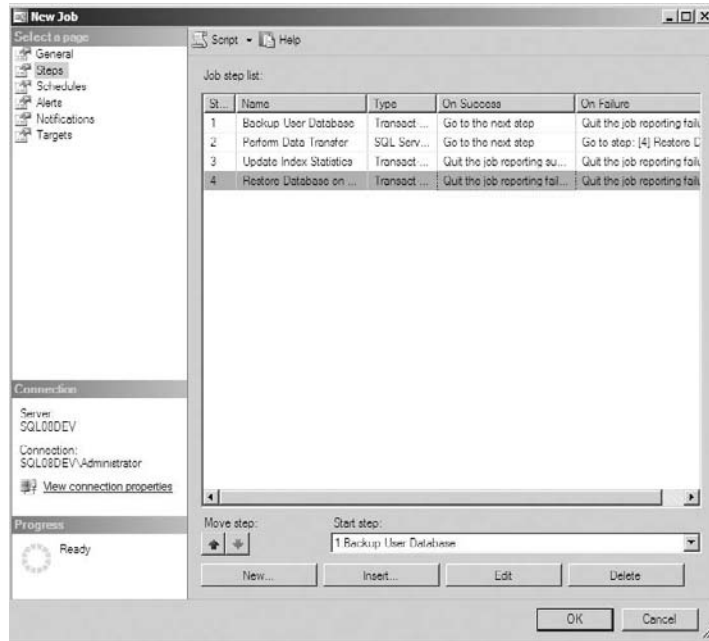 New Job
Select a page
General
Steps
Schedules
Alerts
Notifications
Targets
Script
Help
Job step list:
St... Name Type On Success On Failure
1 Backup User Database Transact ... Go to the next step Quit the job reporting failu
2 Perform Data Transfer SQL Serv... Go to the next step Go to step: [4] Restore D
3 Update Index Statistics Transact ... Quit the job reporting su... Quit the job reporting failu
4 Restore Database on ... Transact ... Quit the job reporting fail... Quit the job reporting failu
Connection
Server:
SQL08DEV
Connection:
SQL08DEV\Administrator
View connection properties
Progress
Ready
Move step:
Start step:
1 Backup User Database
New...
Insert...
Edit
Delete
OK
Cancel